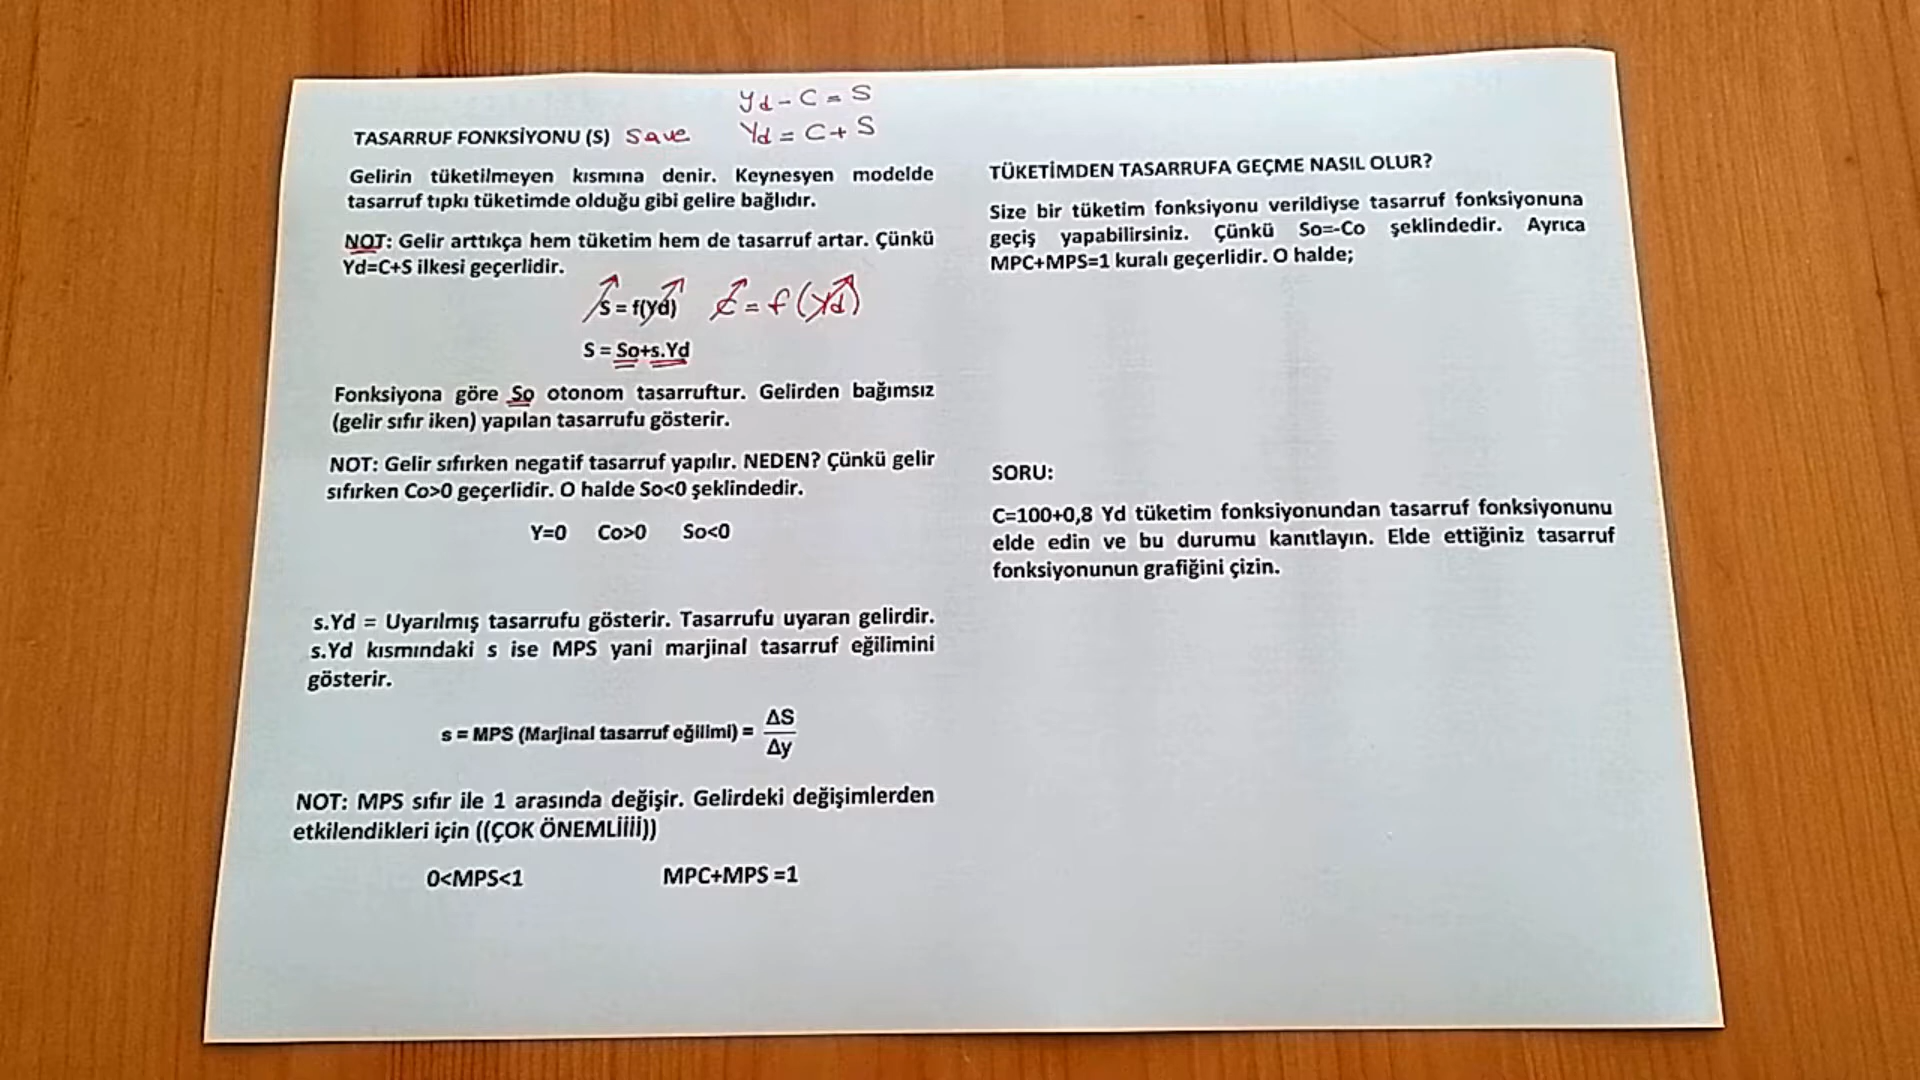 Yd - C = S
TASARRUF FONKSİYONU (S) Save Yd = C + S
Gelirin tüketilmeyen kısmına denir. Keynesyen modelde
tasarruf tıpkı tüketimde olduğu gibi gelire bağlıdır.
NOT: Gelir arttıkça hem tüketim hem de tasarruf artar. Çünkü
Yd=C+S ilkesi geçerlidir.
S = f(Yd) C = f(Yd)
S = So+s.Yd
Fonksiyona göre So otonom tasarruftur. Gelirden bağımsız
(gelir sıfır iken) yapılan tasarrufu gösterir.
NOT: Gelir sıfırken negatif tasarruf yapılır. NEDEN? Çünkü gelir
sıfırken Co>0 geçerlidir. O halde So<0 şeklindedir.
Y=0 Co>0 So<0
s.Yd = Uyarılmış tasarrufu gösterir. Tasarrufu uyaran gelirdir.
s.Yd kısmındaki s ise MPS yani marjinal tasarruf eğilimini
gösterir.
s = MPS (Marjinal tasarruf eğilimi) = ΔS
Δy
NOT: MPS sıfır ile 1 arasında değişir. Gelirdeki değişimlerden
etkilendikleri için ((ÇOK ÖNEMLİİİİ))
0<MPS<1 MPC+MPS =1
TÜKETİMDEN TASARRUFA GEÇME NASIL OLUR?
Size bir tüketim fonksiyonu verildiyse tasarruf fonksiyonuna
geçiş yapabilirsiniz. Çünkü So=-Co şeklindedir. Ayrıca
MPC+MPS=1 kuralı geçerlidir. O halde;
SORU:
C=100+0,8 Yd tüketim fonksiyonundan tasarruf fonksiyonunu
elde edin ve bu durumu kanıtlayın. Elde ettiğiniz tasarruf
fonksiyonunun grafiğini çizin.